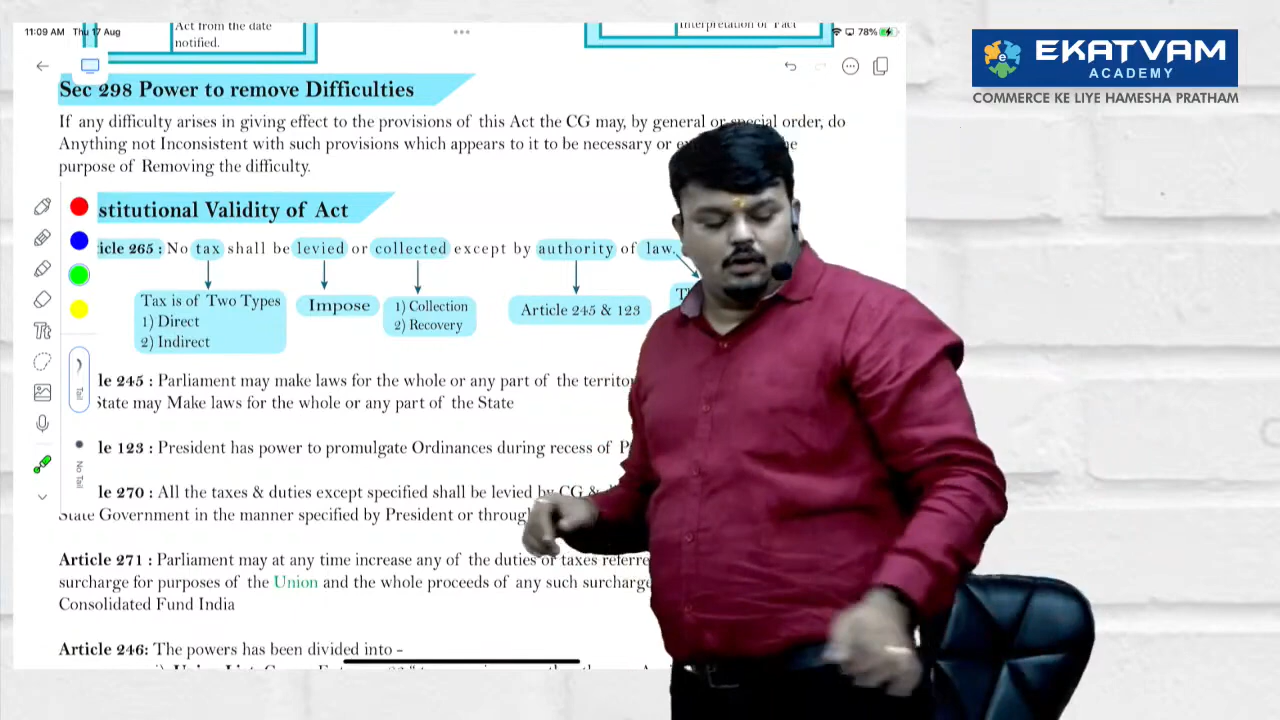 Act from the date
notified.
Interpretation of Fact
11:09 AM Thu 17 Aug
78%
EKATVAM
ACADEMY
COMMERCE KE LIYE HAMESHA PRATHAM
Sec 298 Power to remove Difficulties
If any difficulty arises in giving effect to the provisions of this Act the CG may, by general or special order, do
Anything not Inconsistent with such provisions which appears to it to be necessary or
purpose of Removing the difficulty.
stitutional Validity of Act
icle 265 : No tax shall be levied or collected except by authority of law.
Tax is of Two Types
1) Direct
2) Indirect
Impose
1) Collection
2) Recovery
Article 245 & 123
le 245 : Parliament may make laws for the whole or any part of the
State may Make laws for the whole or any part of the State
le 123 : President has power to promulgate Ordinances during recess of
le 270 : All the taxes & duties except specified shall be levied by CG &
State Government in the manner specified by President or
Article 271 : Parliament may at any time increase any of the duties or taxes
surcharge for purposes of the Union and the whole proceeds of any such surcharge
Consolidated Fund India
Article 246: The powers has been divided into -
Tail
No Tail